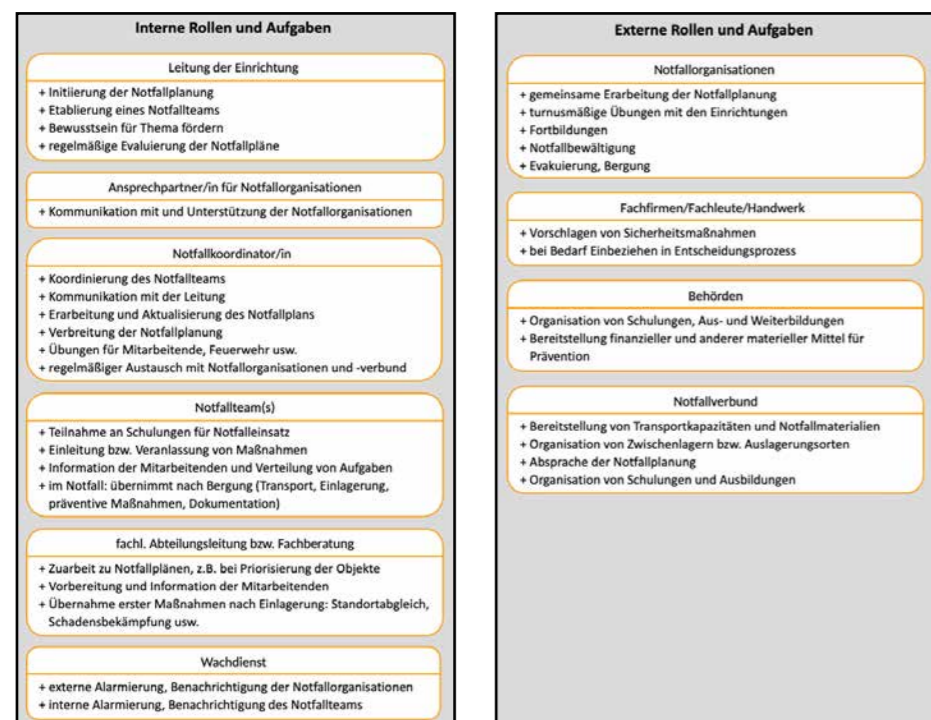 Interne Rollen und Aufgaben
Leitung der Einrichtung
+ Initiierung der Notfallplanung
+ Etablierung eines Notfallteams
+ Bewusstsein für Thema fördern
+ regelmäßige Evaluierung der Notfallpläne
Ansprechpartner/in für Notfallorganisationen
+ Kommunikation mit und Unterstützung der Notfallorganisationen
Notfallkoordinator/in
+ Koordinierung des Notfallteams
+ Kommunikation mit der Leitung
+ Erarbeitung und Aktualisierung des Notfallplans
+ Verbreitung der Notfallplanung
+ Übungen für Mitarbeitende, Feuerwehr usw.
+ regelmäßiger Austausch mit Notfallorganisationen und -verbund
Notfallteam(s)
+ Teilnahme an Schulungen für Notfalleinsatz
+ Einleitung bzw. Veranlassung von Maßnahmen
+ Information der Mitarbeitenden und Verteilung von Aufgaben
+ im Notfall: übernimmt nach Bergung (Transport, Einlagerung,
präventive Maßnahmen, Dokumentation)
fachl. Abteilungsleitung bzw. Fachberatung
+ Zuarbeit zu Notfallplänen, z.B. bei Priorisierung der Objekte
+ Vorbereitung und Information der Mitarbeitenden
+ Übernahme erster Maßnahmen nach Einlagerung: Standortabgleich,
Schadensbekämpfung usw.
Wachdienst
+ externe Alarmierung, Benachrichtigung der Notfallorganisationen
+ interne Alarmierung, Benachrichtigung des Notfallteams
Externe Rollen und Aufgaben
Notfallorganisationen
+ gemeinsame Erarbeitung der Notfallplanung
+ turnusmäßige Übungen mit den Einrichtungen
+ Fortbildungen
+ Notfallbewältigung
+ Evakuierung, Bergung
Fachfirmen/Fachleute/Handwerk
+ Vorschlagen von Sicherheitsmaßnahmen
+ bei Bedarf Einbeziehen in Entscheidungsprozess
Behörden
+ Organisation von Schulungen, Aus- und Weiterbildungen
+ Bereitstellung finanzieller und anderer materieller Mittel für
Prävention
Notfallverbund
+ Bereitstellung von Transportkapazitäten und Notfallmaterialien
+ Organisation von Zwischenlagern bzw. Auslagerungsorten
+ Absprache der Notfallplanung
+ Organisation von Schulungen und Ausbildungen